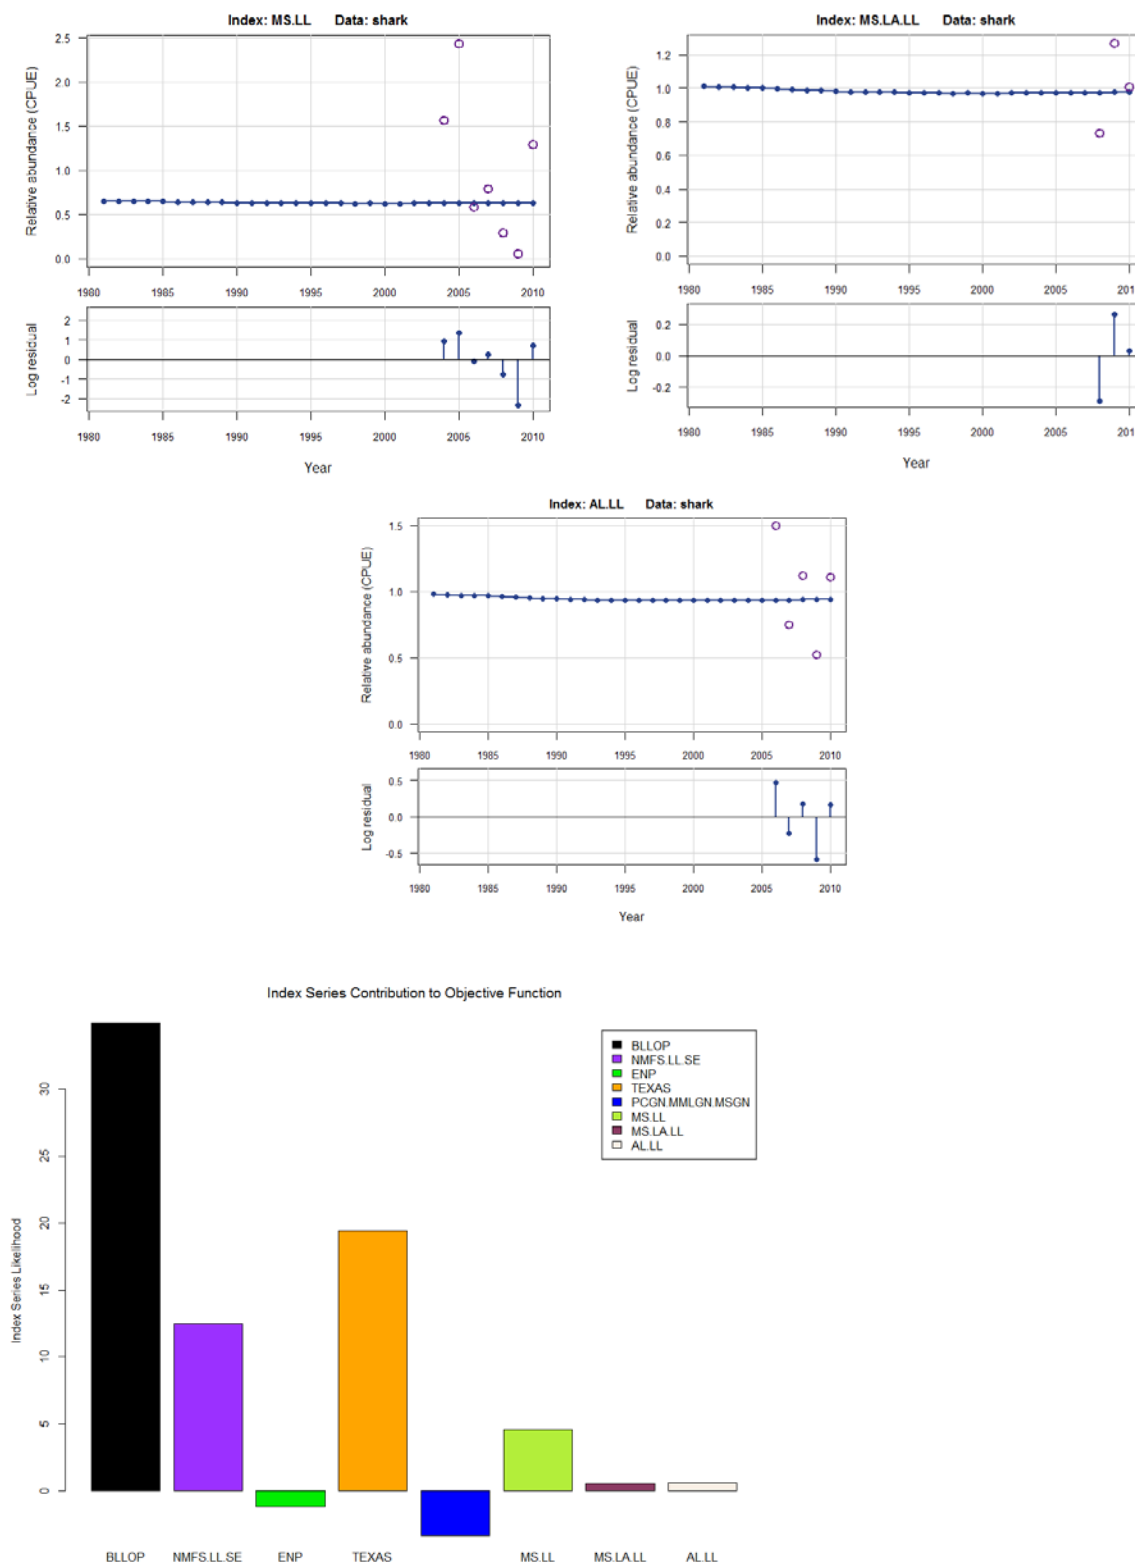 Index: MS.LL Data: shark
Relative abundance (CPUE)
2.5
2.0
1.5
1.0
0.5
0.0
1980 1985 1990 1995 2000 2005 2010
Log residual
2
1
0
-1
-2
1980 1985 1990 1995 2000 2005 2010
Year
Index: MS.LA.LL Data: shark
Relative abundance (CPUE)
1.2
1.0
0.8
0.6
0.4
0.2
0.0
1980 1985 1990 1995 2000 2005
Log residual
0.2
0.0
-0.2
1980 1985 1990 1995 2000 2005
Year
Index: AL.LL Data: shark
Relative abundance (CPUE)
1.5
1.0
0.5
0.0
1980 1985 1990 1995 2000 2005 2010
Log residual
0.5
0.0
-0.5
1980 1985 1990 1995 2000 2005 2010
Year
Index Series Contribution to Objective Function
Index Series Likelihood
30
25
20
15
10
5
0
BLLOP
NMFS.LL.SE
ENP
TEXAS
PCGN.MMLGN.MSGN
MS.LL
MS.LA.LL
AL.LL
BLLOP NMFS.LL.SE ENP TEXAS MS.LL MS.LA.LL AL.LL